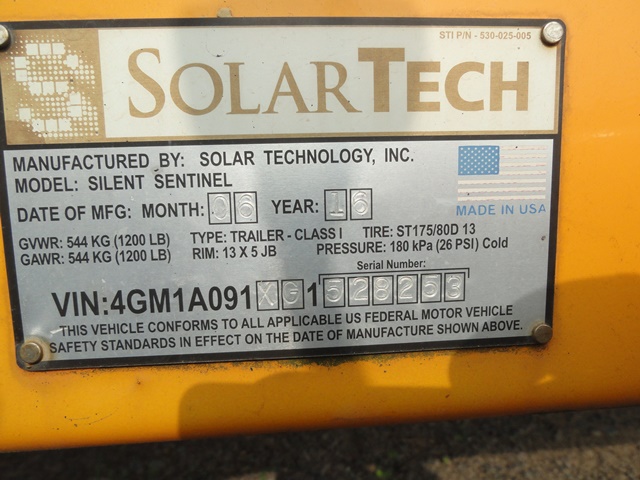 STI P/N - 530-025-005
SOLARTECH
MANUFACTURED BY: SOLAR TECHNOLOGY, INC.
MODEL: SILENT SENTINEL
DATE OF MFG: MONTH: 06 YEAR: 16
MADE IN USA
GVWR: 544 KG (1200 LB) TYPE: TRAILER - CLASS I TIRE: ST175/80D 13
GAWR: 544 KG (1200 LB) RIM: 13 X 5 JB PRESSURE: 180 kPa (26 PSI) Cold
Serial Number:
VIN:4GM1A091XG1528253
THIS VEHICLE CONFORMS TO ALL APPLICABLE US FEDERAL MOTOR VEHICLE
SAFETY STANDARDS IN EFFECT ON THE DATE OF MANUFACTURE SHOWN ABOVE.